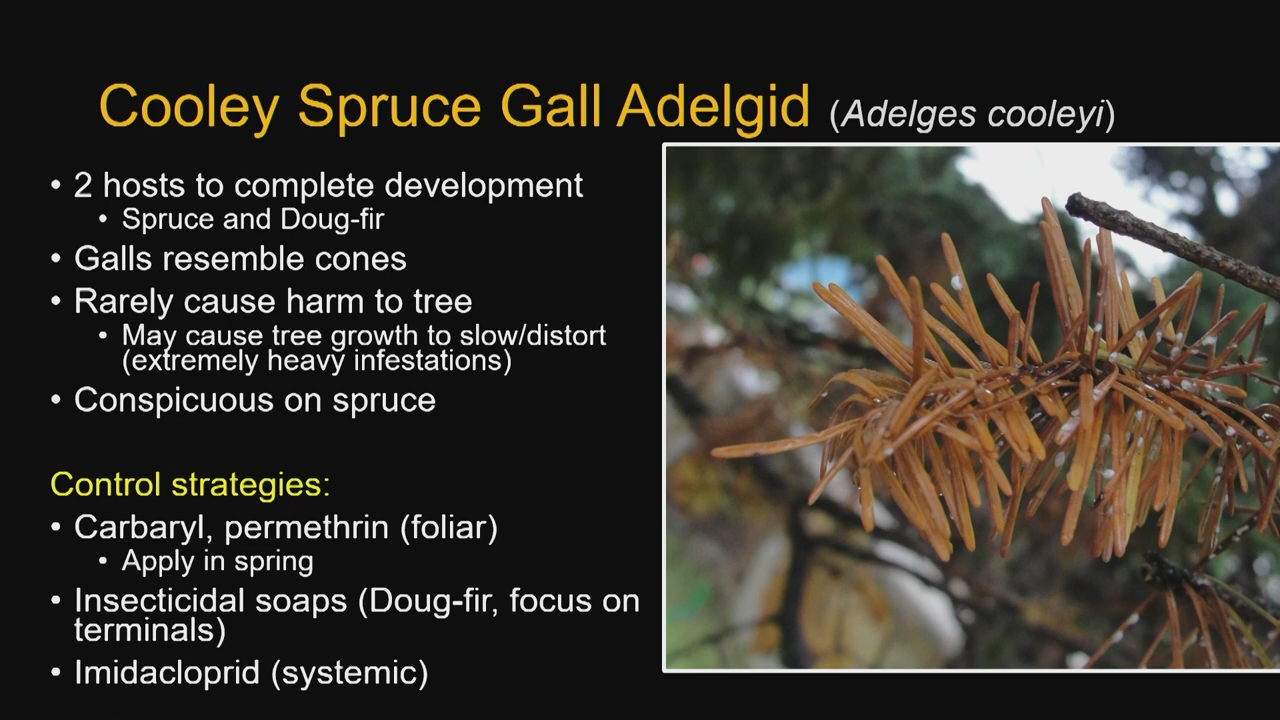 Cooley Spruce Gall Adelgid (Adelges cooleyi)
• 2 hosts to complete development
• Spruce and Doug-fir
• Galls resemble cones
• Rarely cause harm to tree
• May cause tree growth to slow/distort
(extremely heavy infestations)
• Conspicuous on spruce
Control strategies:
• Carbaryl, permethrin (foliar)
• Apply in spring
• Insecticidal soaps (Doug-fir, focus on
terminals)
• Imidacloprid (systemic)